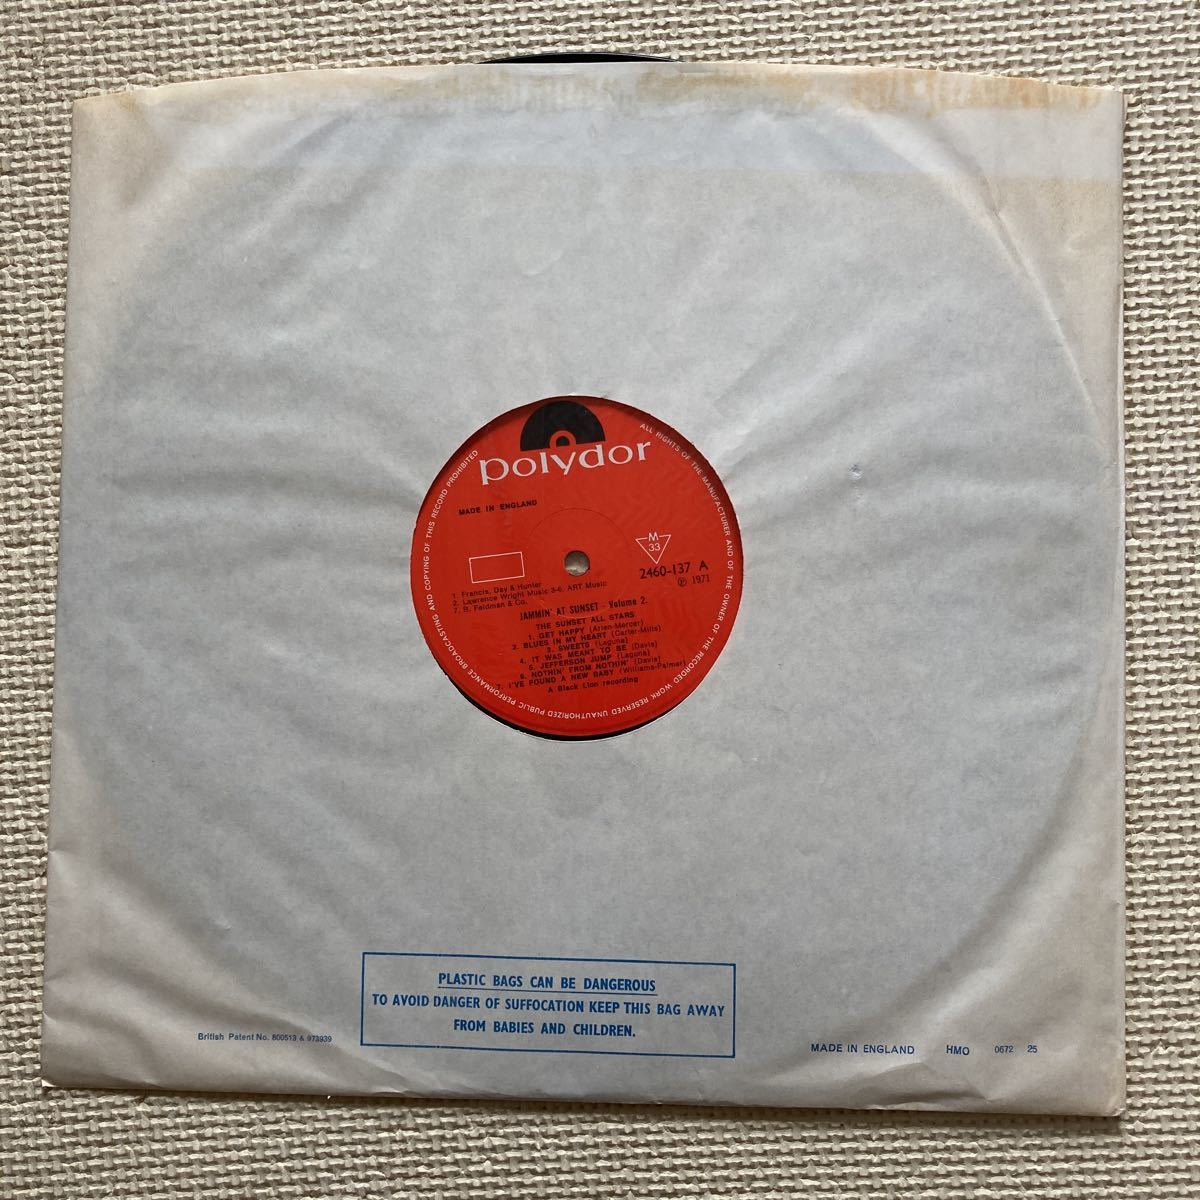 polydor
ALL RIGHTS OF THE MANUFACTURER AND OF THE OWNER OF THE RECORDED WORK RESERVED UNAUTHORIZED PUBLIC PERFORMANCE BROADCASTING AND COPYING OF THIS RECORD PROHIBITED
MADE IN ENGLAND
M
33
2460-137 A
℗ 1971
1. Francis, Day & Hunter
2. Lawrence Wright Music 3-6. ART Music
7. B. Feldman & Co.
JAMMIN' AT SUNSET - Volume 2.
THE SUNSET ALL STARS
1. GET HAPPY (Arlen-Mercer)
2. BLUES IN MY HEART (Carter-Mills)
3. SWEETS (Laguna)
4. IT WAS MEANT TO BE (Davis)
5. JEFFERSON JUMP (Laguna)
6. NOTHIN' FROM NOTHIN' (Davis)
7. I'VE FOUND A NEW BABY (Williams-Palmer)
A Black Lion recording
PLASTIC BAGS CAN BE DANGEROUS
TO AVOID DANGER OF SUFFOCATION KEEP THIS BAG AWAY
FROM BABIES AND CHILDREN.
British Patent No. 800513 & 973939
MADE IN ENGLAND HMO 0672 25